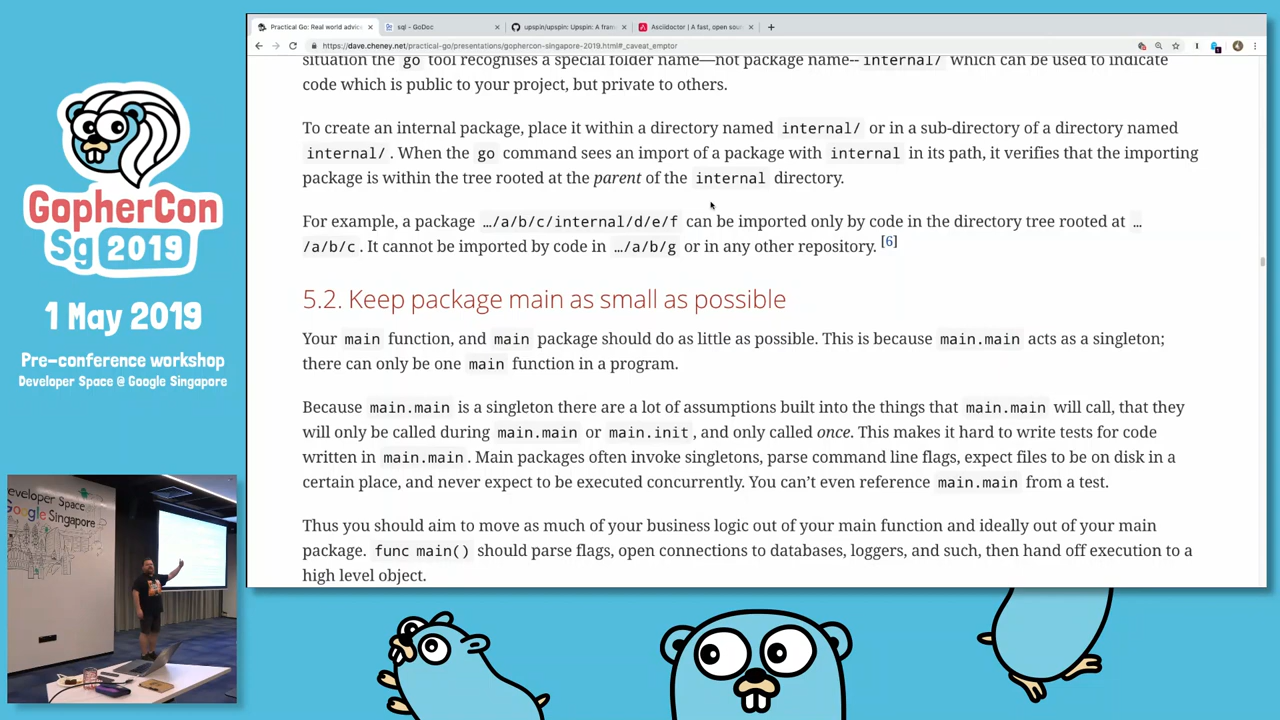 GopherCon
Sg 2019
1 May 2019
Pre-conference workshop
Developer Space @ Google Singapore
Practical Go: Real world advice
sql - GoDoc
upspin/upspin: Upspin: A fram
Asciidoctor | A fast, open sou
https://dave.cheney.net/practical-go/presentations/gophercon-singapore-2019.html#_caveat_emptor
situation the go tool recognises a special folder name—not package name-- internal/ which can be used to indicate
code which is public to your project, but private to others.
To create an internal package, place it within a directory named internal/ or in a sub-directory of a directory named
internal/ . When the go command sees an import of a package with internal in its path, it verifies that the importing
package is within the tree rooted at the parent of the internal directory.
For example, a package …/a/b/c/internal/d/e/f can be imported only by code in the directory tree rooted at …
/a/b/c . It cannot be imported by code in …/a/b/g or in any other repository. [6]
5.2. Keep package main as small as possible
Your main function, and main package should do as little as possible. This is because main.main acts as a singleton;
there can only be one main function in a program.
Because main.main is a singleton there are a lot of assumptions built into the things that main.main will call, that they
will only be called during main.main or main.init , and only called once. This makes it hard to write tests for code
written in main.main . Main packages often invoke singletons, parse command line flags, expect files to be on disk in a
certain place, and never expect to be executed concurrently. You can’t even reference main.main from a test.
Thus you should aim to move as much of your business logic out of your main function and ideally out of your main
package. func main() should parse flags, open connections to databases, loggers, and such, then hand off execution to a
high level object.
Developer Space
Google Singapore